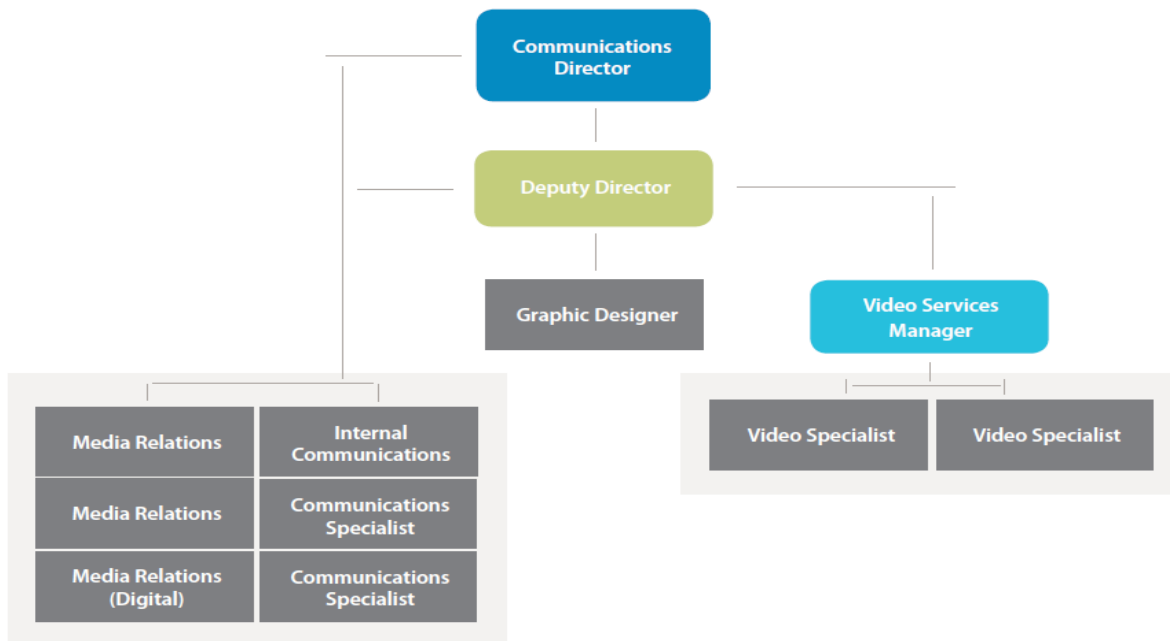 Communications
Director
Deputy Director
Graphic Designer
Video Services
Manager
Media Relations
Internal
Communications
Media Relations
Communications
Specialist
Media Relations
(Digital)
Communications
Specialist
Video Specialist
Video Specialist